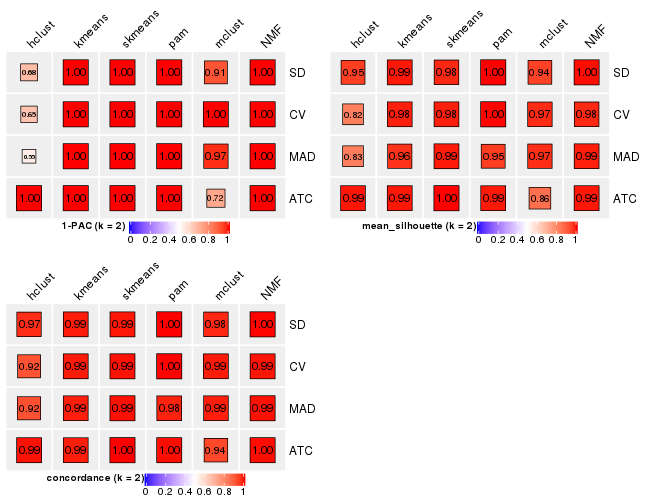 hclust kmeans skmeans pam mclust NMF
0.68 1.00 1.00 1.00 0.91 1.00 SD
0.65 1.00 1.00 1.00 1.00 1.00 CV
1.00 1.00 1.00 0.97 1.00 MAD
1.00 1.00 1.00 1.00 0.72 1.00 ATC
1-PAC (k = 2)
0 0.2 0.4 0.6 0.8 1
hclust kmeans skmeans pam mclust NMF
0.95 0.99 0.98 1.00 0.94 1.00 SD
0.82 0.98 0.98 1.00 0.97 0.98 CV
0.83 0.96 0.99 0.95 0.97 0.99 MAD
0.99 0.99 1.00 0.99 0.86 0.99 ATC
mean_silhouette (k = 2)
0 0.2 0.4 0.6 0.8 1
hclust kmeans skmeans pam mclust NMF
0.97 0.99 0.99 1.00 0.98 1.00 SD
0.92 0.99 0.99 1.00 0.99 0.99 CV
0.92 0.99 0.99 0.98 0.99 0.99 MAD
0.99 0.99 1.00 1.00 0.94 1.00 ATC
concordance (k = 2)
0 0.2 0.4 0.6 0.8 1